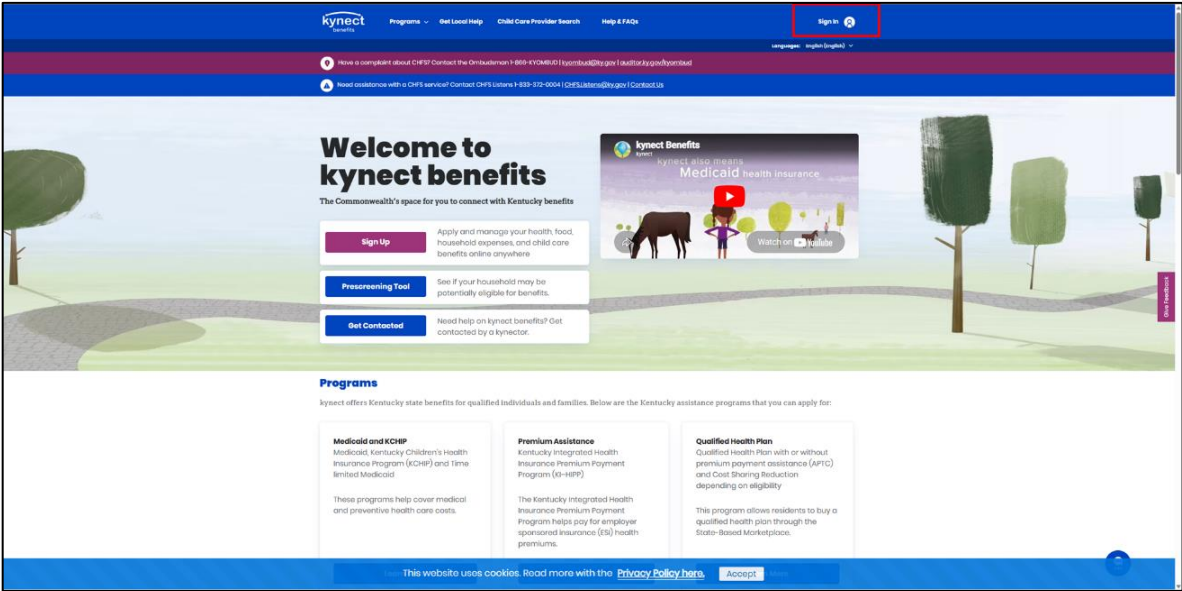 kynect
benefits
Programs
Get Local Help
Child Care Provider Search
Help & FAQs
Sign In
Languages: English (English)
Have a complaint about CHFS? Contact the Ombudsman 1-866-KYOMBUD | kyombud@ky.gov | auditor.ky.gov/kyombud
Need assistance with a CHFS service? Contact CHFS Listens 1-833-372-0004 | CHFS.Listens@ky.gov | Contact Us
Welcome to
kynect benefits
The Commonwealth's space for you to connect with Kentucky benefits
Sign Up
Apply and manage your health, food,
household expenses, and child care
benefits online anywhere
Prescreening Tool
See if your household may be
potentially eligible for benefits.
Get Contacted
Need help on kynect benefits? Get
contacted by a kynector.
kynect Benefits
kynect
kynect also means
Medicaid health insurance
Watch on YouTube
Give Feedback
Programs
kynect offers Kentucky state benefits for qualified individuals and families. Below are the Kentucky assistance programs that you can apply for:
Medicaid and KCHIP
Medicaid, Kentucky Children's Health
Insurance Program (KCHIP) and Time
limited Medicaid
These programs help cover medical
and preventive health care costs.
Premium Assistance
Kentucky Integrated Health
Insurance Premium Payment
Program (KI-HIPP)
The Kentucky Integrated Health
Insurance Premium Payment
Program helps pay for employer
sponsored insurance (ESI) health
premiums.
Qualified Health Plan
Qualified Health Plan with or without
premium payment assistance (APTC)
and Cost Sharing Reduction
depending on eligibility
This program allows residents to buy a
qualified health plan through the
State-Based Marketplace.
This website uses cookies. Read more with the Privacy Policy here.
Accept